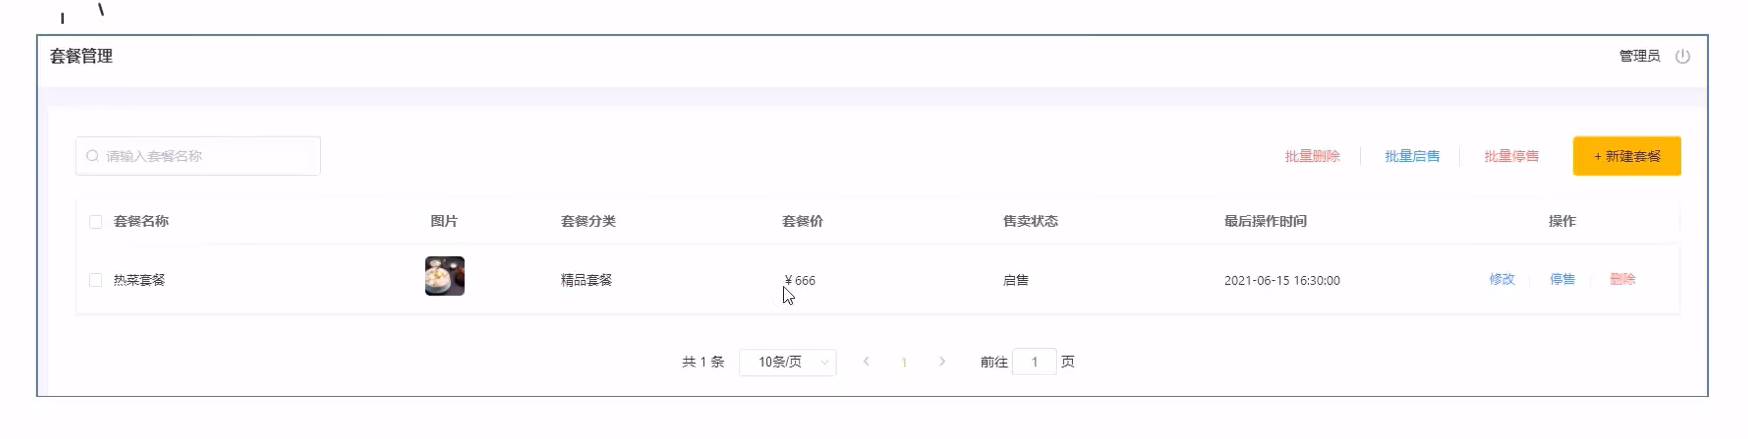 套餐管理 管理员
请输入套餐名称 批量删除 批量启售 批量停售 + 新建套餐
套餐名称 图片 套餐分类 套餐价 售卖状态 最后操作时间 操作
热菜套餐 精品套餐 ¥ 666 启售 2021-06-15 16:30:00 修改 停售 删除
共 1 条 10条/页 1 前往 1 页